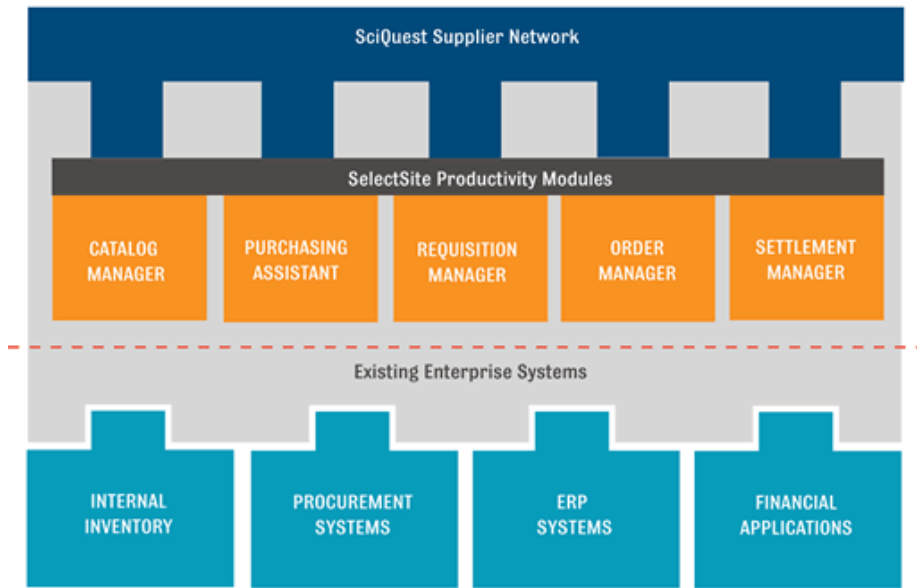 SciQuest Supplier Network
SelectSite Productivity Modules
CATALOG
MANAGER
PURCHASING
ASSISTANT
REQUISITION
MANAGER
ORDER
MANAGER
SETTLEMENT
MANAGER
Existing Enterprise Systems
INTERNAL
INVENTORY
PROCUREMENT
SYSTEMS
ERP
SYSTEMS
FINANCIAL
APPLICATIONS